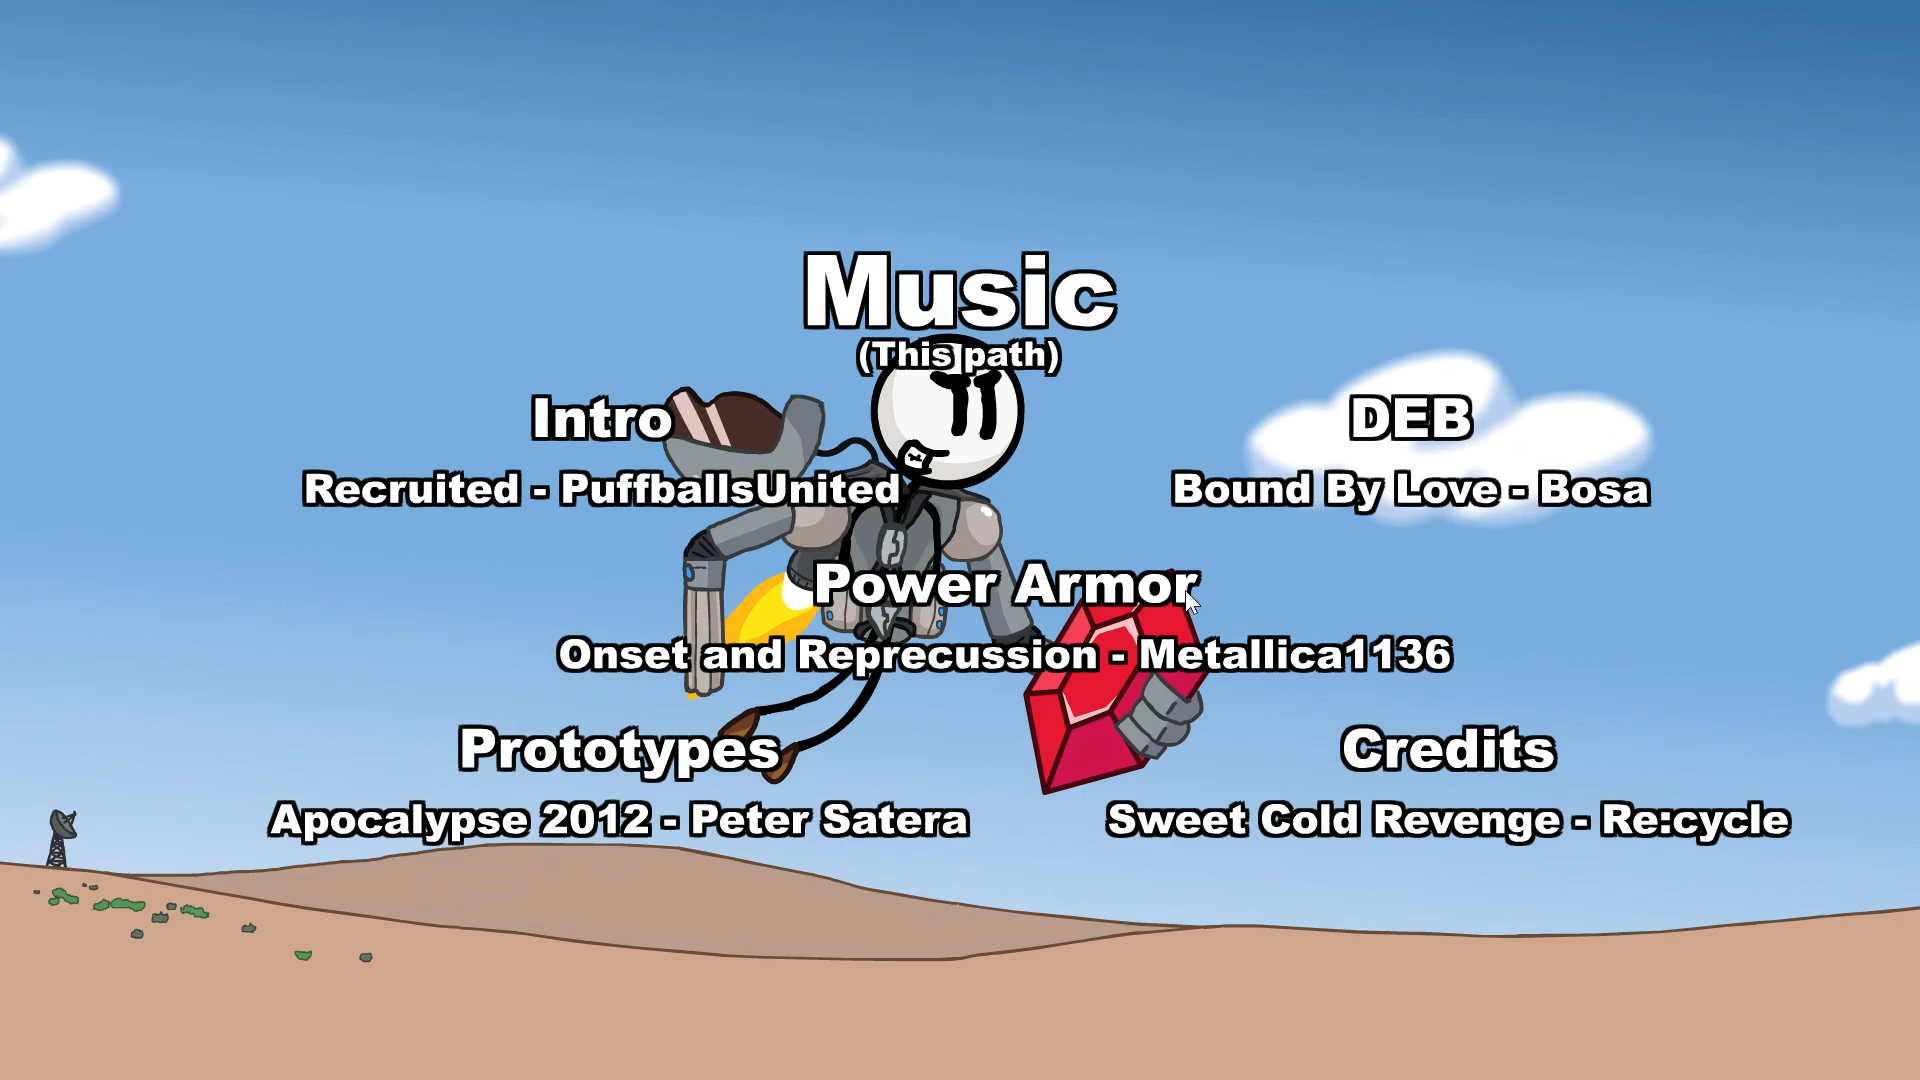 Music
(This path)
Intro
Recruited - PuffballsUnited
DEB
Bound By Love - Bosa
Power Armor
Onset and Reprecussion - Metallica1136
Prototypes
Apocalypse 2012 - Peter Satera
Credits
Sweet Cold Revenge - Re:cycle